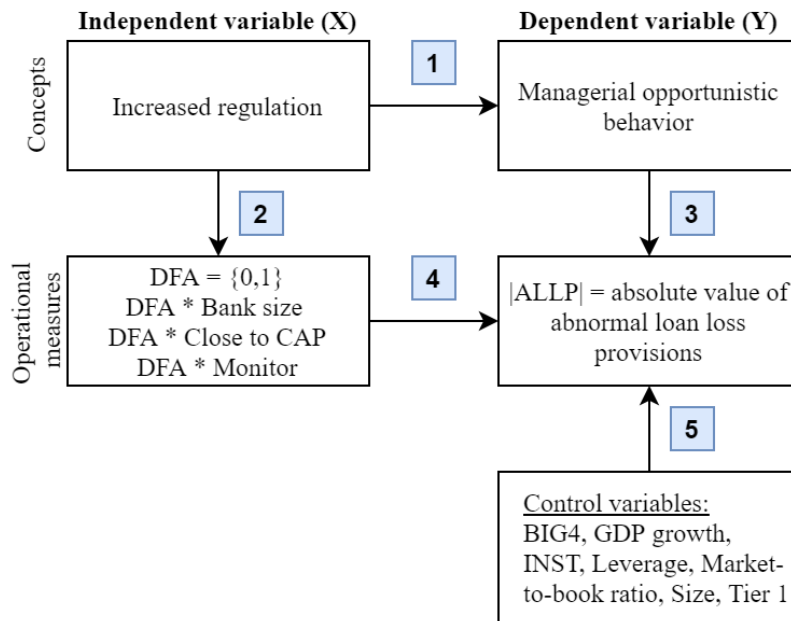 Independent variable (X)
Dependent variable (Y)
Concepts
Increased regulation
1
Managerial opportunistic
behavior
2
3
Operational
measures
DFA = {0,1}
DFA * Bank size
DFA * Close to CAP
DFA * Monitor
4
|ALLP| = absolute value of
abnormal loan loss
provisions
5
Control variables:
BIG4, GDP growth,
INST, Leverage, Market-
to-book ratio, Size, Tier 1